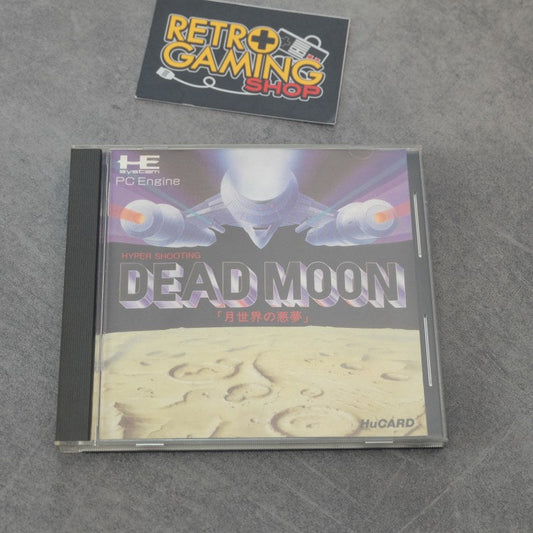 RETRO
GAMING
SHOP
HE
system
PC Engine
HYPER SHOOTING
DEAD MOON
「月世界の悪夢」
HuCARD